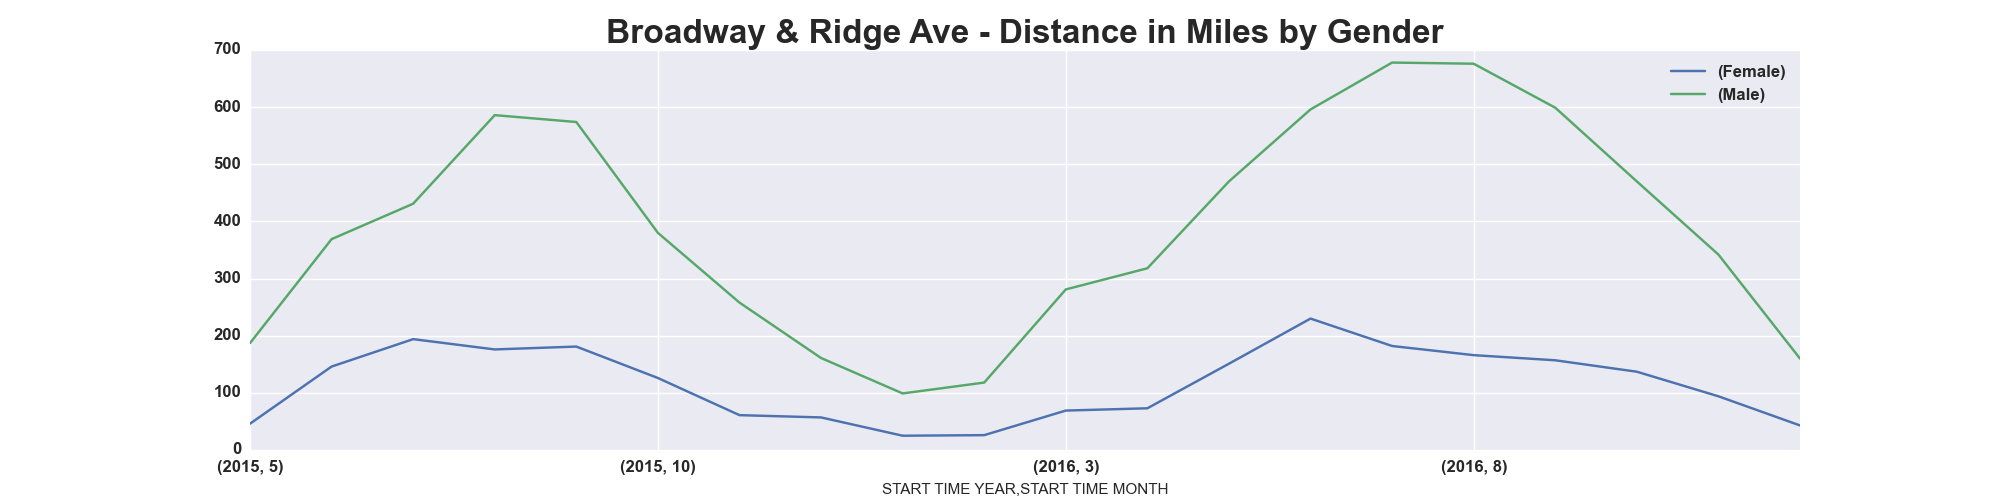 Broadway & Ridge Ave - Distance in Miles by Gender
700
600
500
400
300
200
100
0
(Female)
(Male)
(2015, 5) (2015, 10) (2016, 3) (2016, 8)
START TIME YEAR,START TIME MONTH